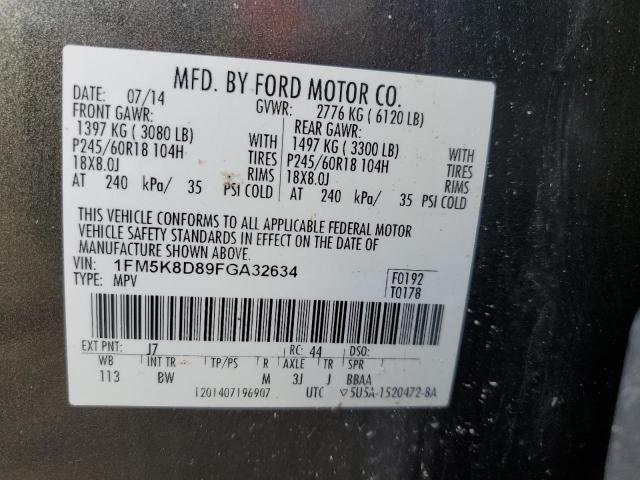 MFD. BY FORD MOTOR CO.
DATE: 07/14 GVWR: 2776 KG ( 6120 LB)
FRONT GAWR: REAR GAWR:
1397 KG ( 3080 LB) WITH 1497 KG ( 3300 LB) WITH
P245/60R18 104H TIRES P245/60R18 104H TIRES
18X8.0J RIMS 18X8.0J RIMS
AT 240 kPa/ 35 PSI COLD AT 240 kPa/ 35 PSI COLD
THIS VEHICLE CONFORMS TO ALL APPLICABLE FEDERAL MOTOR
VEHICLE SAFETY STANDARDS IN EFFECT ON THE DATE OF
MANUFACTURE SHOWN ABOVE.
VIN: 1FM5K8D89FGA32634 F0192
TYPE: MPV T0178
EXT PNT: J7 RC: 44 DSO:
WB INT TR TP/PS R AXLE TR SPR
113 BW M 3J J BBAA
I201407196907 UTC ▽5U5A-1520472-BA